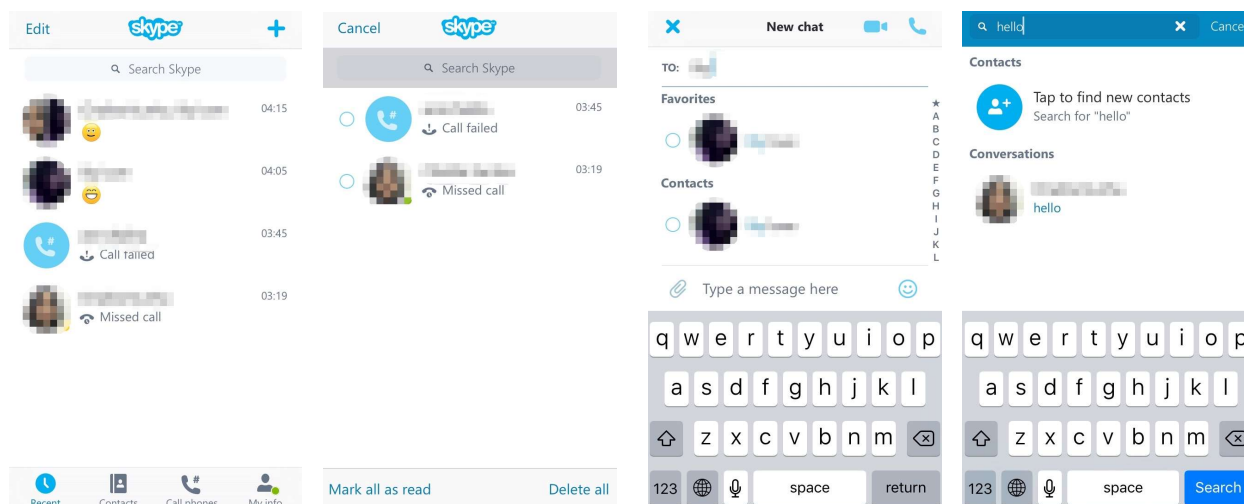 Edit
skype
+
Search Skype
04:15
04:05
03:45
Call failed
03:19
Missed call
Recent
Contacts
Call phones
My info
Cancel
skype
Search Skype
03:45
Call failed
03:19
Missed call
Mark all as read
Delete all
New chat
TO:
Favorites
Contacts
★
A
B
C
D
E
F
G
H
I
J
K
L
Type a message here
q w e r t y u i o p
a s d f g h j k l
z x c v b n m
123 space return
hello
Cance
Contacts
Tap to find new contacts
Search for "hello"
Conversations
hello
q w e r t y u i o p
a s d f g h j k l
z x c v b n m
123 space Search